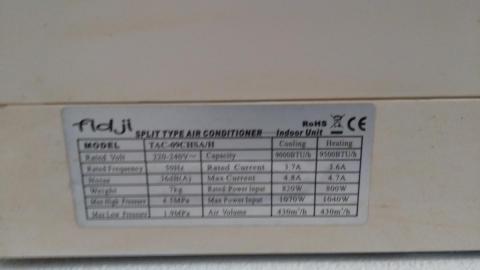 fidji
SPLIT TYPE AIR CONDITIONER Indoor Unit RoHS CE
MODEL TAC-09CHSA/H Cooling Heating
Rated Volt 220-240V~ Capacity 9000BTU/h 9500BTU/h
Rated Frequency 50Hz Rated Current 3.7A 3.6A
Noise 36dB(A) Max Current 4.8A 4.7A
Weight 7kg Rated Power Input 820W 800W
Max High Pressure 4.5MPa Max Power Input 1070W 1040W
Max Low Pressure 1.9MPa Air Volume 430m³/h 430m³/h